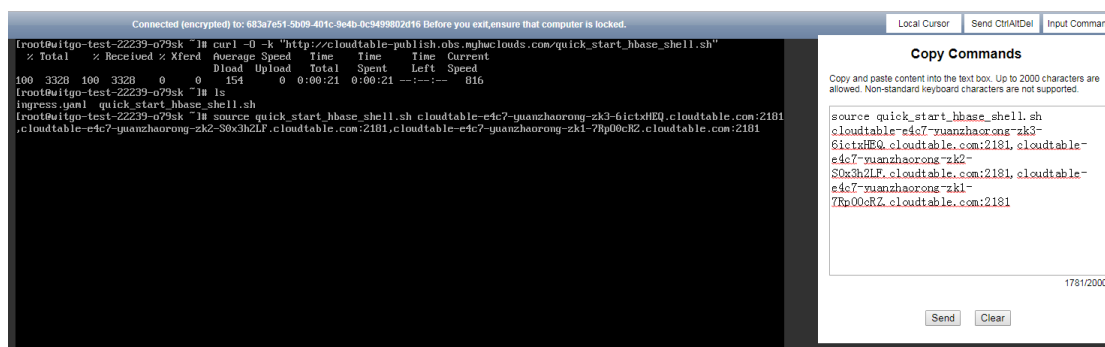 Connected (encrypted) to: 683a7e51-5b09-401c-9e4b-0c9499802d16 Before you exit,ensure that computer is locked.
Local Cursor
Send CtrlAltDel
Input Comman
[root@witgo-test-22239-o79sk ~]# curl -O -k "http://cloudtable-publish.obs.myhwclouds.com/quick_start_hbase_shell.sh"
% Total % Received % Xferd Average Speed Time Time Time Current
Dload Upload Total Spent Left Speed
100 3328 100 3328 0 0 154 0 0:00:21 0:00:21 --:--:-- 816
[root@witgo-test-22239-o79sk ~]# ls
ingress.yaml quick_start_hbase_shell.sh
[root@witgo-test-22239-o79sk ~]# source quick_start_hbase_shell.sh cloudtable-e4c7-yuanzhaorong-zk3-6ictxHEQ.cloudtable.com:2181
,cloudtable-e4c7-yuanzhaorong-zk2-S0x3h2LF.cloudtable.com:2181,cloudtable-e4c7-yuanzhaorong-zk1-7RpO0cRZ.cloudtable.com:2181
Copy Commands
Copy and paste content into the text box. Up to 2000 characters are
allowed. Non-standard keyboard characters are not supported.
source quick_start_hbase_shell.sh
cloudtable-e4c7-yuanzhaorong-zk3-
6ictxHEQ.cloudtable.com:2181,cloudtable-
e4c7-yuanzhaorong-zk2-
S0x3h2LF.cloudtable.com:2181,cloudtable-
e4c7-yuanzhaorong-zk1-
7RpO0cRZ.cloudtable.com:2181
1781/2000
Send
Clear